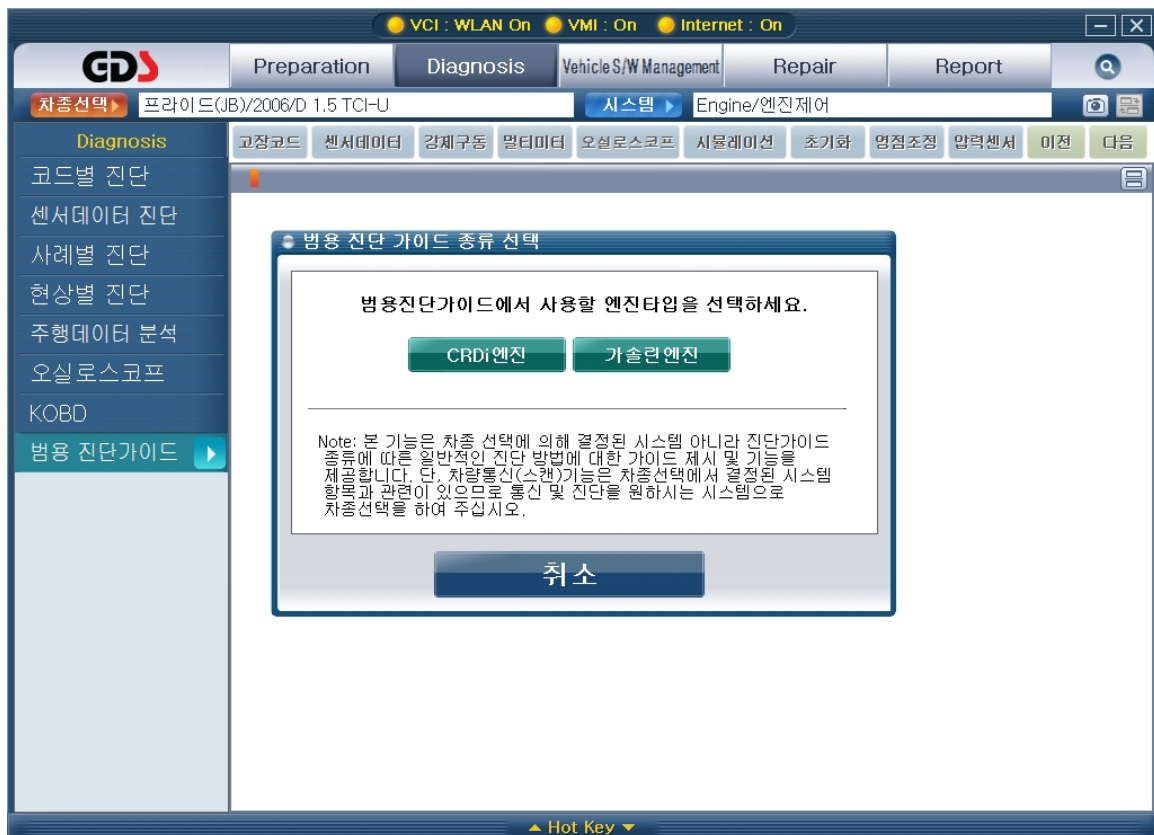 VCI : WLAN On VMI : On Internet : On
GDS Preparation Diagnosis Vehicle S/W Management Repair Report
차종선택 프라이드(JB)/2006/D 1.5 TCI-U 시스템 Engine/엔진제어
Diagnosis 고장코드 센서데이터 강제구동 멀티미터 오실로스코프 시뮬레이션 초기화 영점조정 압력센서 이전 다음
코드별 진단
센서데이터 진단
사례별 진단
현상별 진단
주행데이터 분석
오실로스코프
KOBD
범용 진단가이드
범용 진단 가이드 종류 선택
범용진단가이드에서 사용할 엔진타입을 선택하세요.
CRDi엔진 가솔린엔진
Note: 본 기능은 차종 선택에 의해 결정된 시스템 아니라 진단가이드
종류에 따른 일반적인 진단 방법에 대한 가이드 제시 및 기능을
제공합니다. 단, 차량통신(스캔)기능은 차종선택에서 결정된 시스템
항목과 관련이 있으므로 통신 및 진단을 원하시는 시스템으로
차종선택을 하여 주십시오.
취소
Hot Key